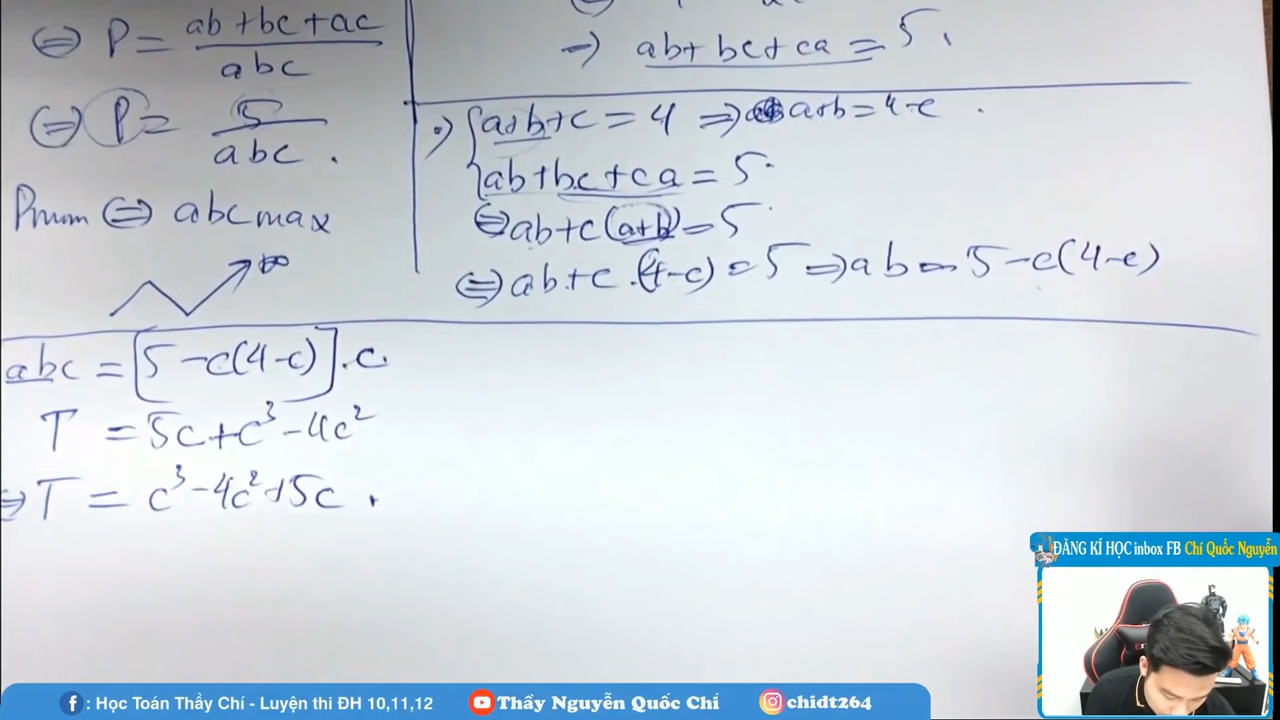 ⇔ P = (ab+bc+ac)/(abc)
⇔ P = 5/(abc) .
Pmin ⇔ abc max
→ ab+bc+ca = 5 .
•) { a+b+c = 4 ⇒ a+b = 4-c .
ab+bc+ca = 5 .
⇔ ab+c(a+b) = 5
⇔ ab+c.(4-c) = 5 ⇒ ab = 5-c(4-c)
abc = [5-c(4-c)].c
T = 5c+c³-4c²
⇒ T = c³-4c²+5c .
ĐĂNG KÍ HỌC inbox FB Chí Quốc Nguyễn
f : Học Toán Thầy Chí - Luyện thi ĐH 10,11,12
Thầy Nguyễn Quốc Chí
chidt264